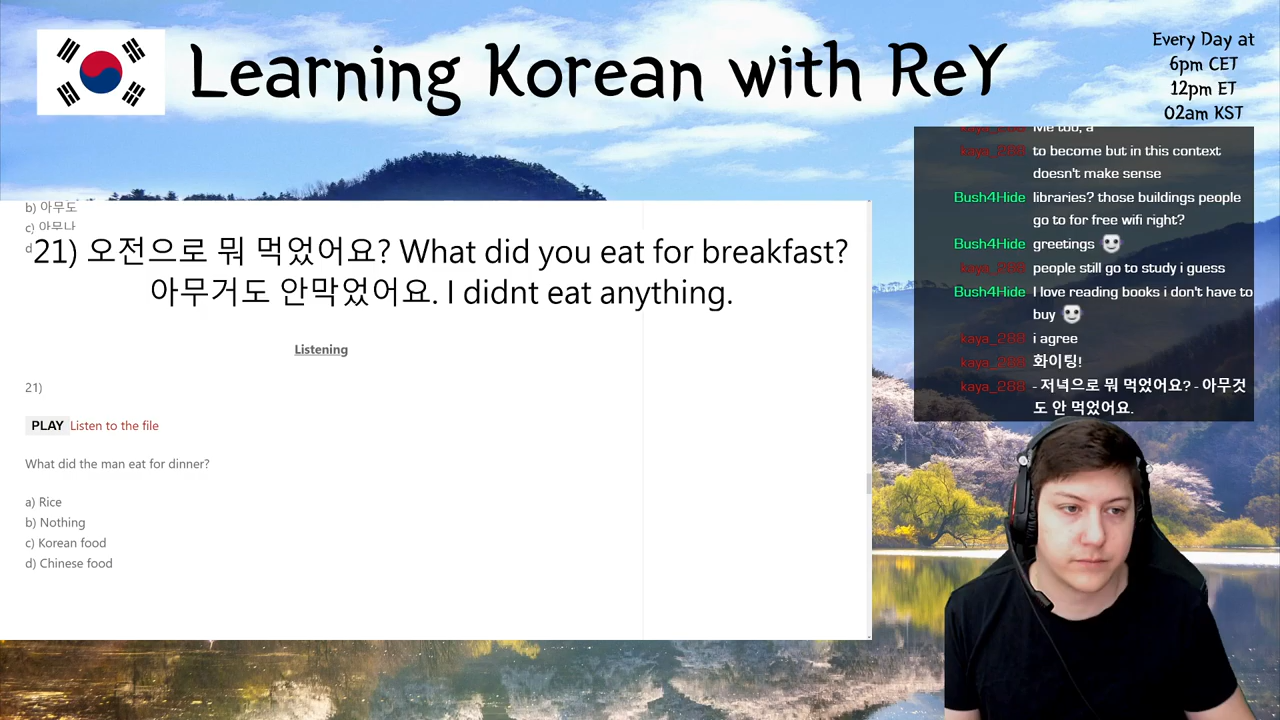 Learning Korean with ReY
Every Day at
6pm CET
12pm ET
02am KST
b) 아무도
c) 아무나
d
21) 오전으로 뭐 먹었어요? What did you eat for breakfast?
아무거도 안막었어요. I didnt eat anything.
Listening
21)
PLAY Listen to the file
What did the man eat for dinner?
a) Rice
b) Nothing
c) Korean food
d) Chinese food
kaya_288 Me too, a
kaya_288 to become but in this context
doesn't make sense
Bush4Hide libraries? those buildings people
go to for free wifi right?
Bush4Hide greetings
kaya_288 people still go to study i guess
Bush4Hide I love reading books i don't have to
buy
kaya_288 i agree
kaya_288 화이팅!
kaya_288 - 저녁으로 뭐 먹었어요? - 아무것
도 안 먹었어요.